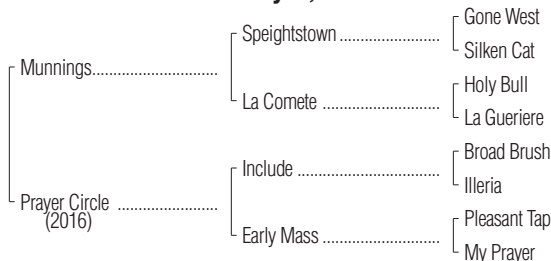 Gone West
Speightstown
Silken Cat
Munnings
Holy Bull
La Comete
La Gueriere
Broad Brush
Include
Illeria
Prayer Circle
(2016)
Pleasant Tap
Early Mass
My Prayer